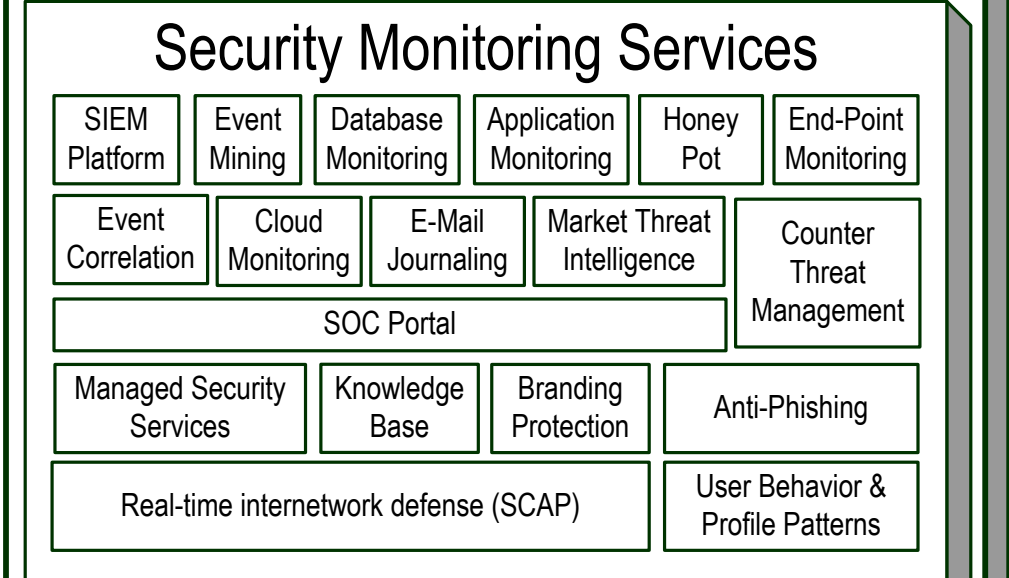 Security Monitoring Services
SIEM
Platform
Event
Mining
Database
Monitoring
Application
Monitoring
Honey
Pot
End-Point
Monitoring
Event
Correlation
Cloud
Monitoring
E-Mail
Journaling
Market Threat
Intelligence
Counter
Threat
Management
SOC Portal
Managed Security
Services
Knowledge
Base
Branding
Protection
Anti-Phishing
Real-time internetwork defense (SCAP)
User Behavior &
Profile Patterns